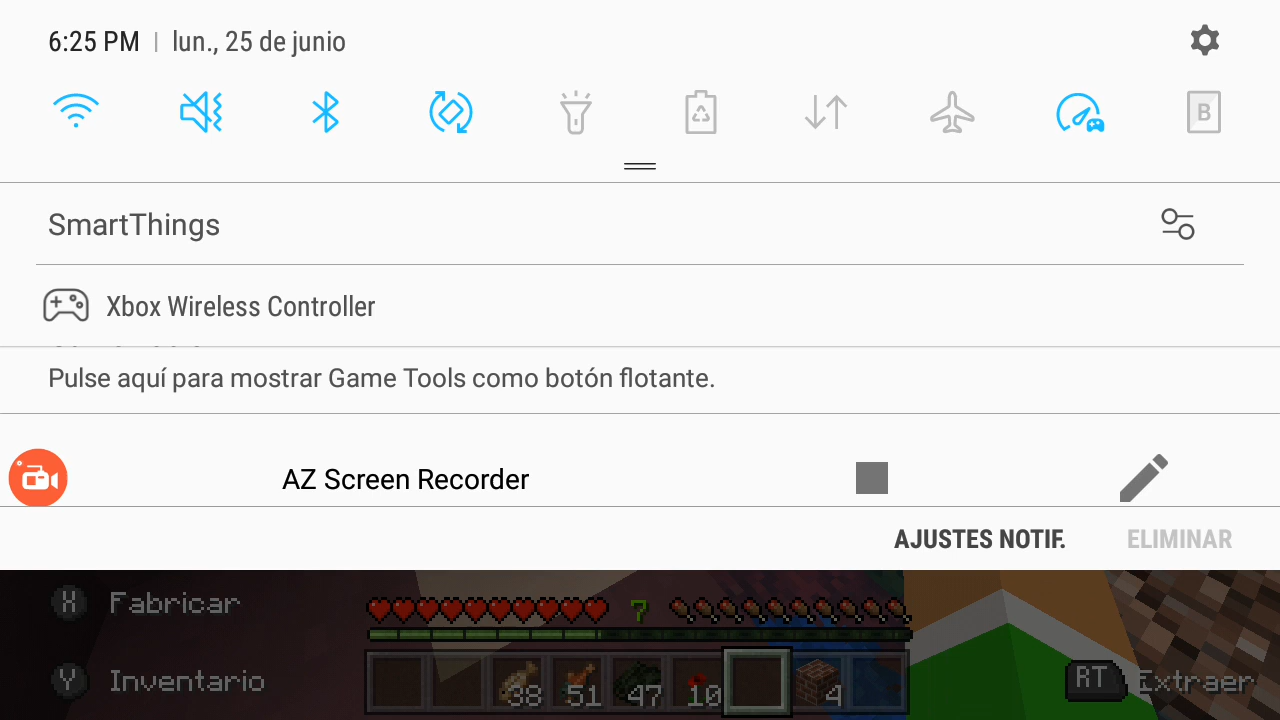 6:25 PM | lun., 25 de junio
B
SmartThings
Xbox Wireless Controller
Pulse aquí para mostrar Game Tools como botón flotante.
AZ Screen Recorder
AJUSTES NOTIF. ELIMINAR
X Fabricar
7
Y Inventario
38 51 47 10 4
RT Extraer